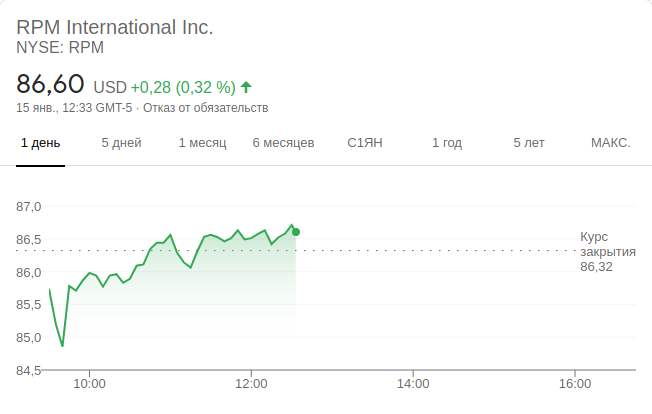 RPM International Inc.
NYSE: RPM
86,60 USD +0,28 (0,32 %)
15 янв., 12:33 GMT-5 · Отказ от обязательств
1 день 5 дней 1 месяц 6 месяцев С1ЯН 1 год 5 лет МАКС.
87,0
86,5
Курс
закрытия
86,32
86,0
85,5
85,0
84,5
10:00 12:00 14:00 16:00